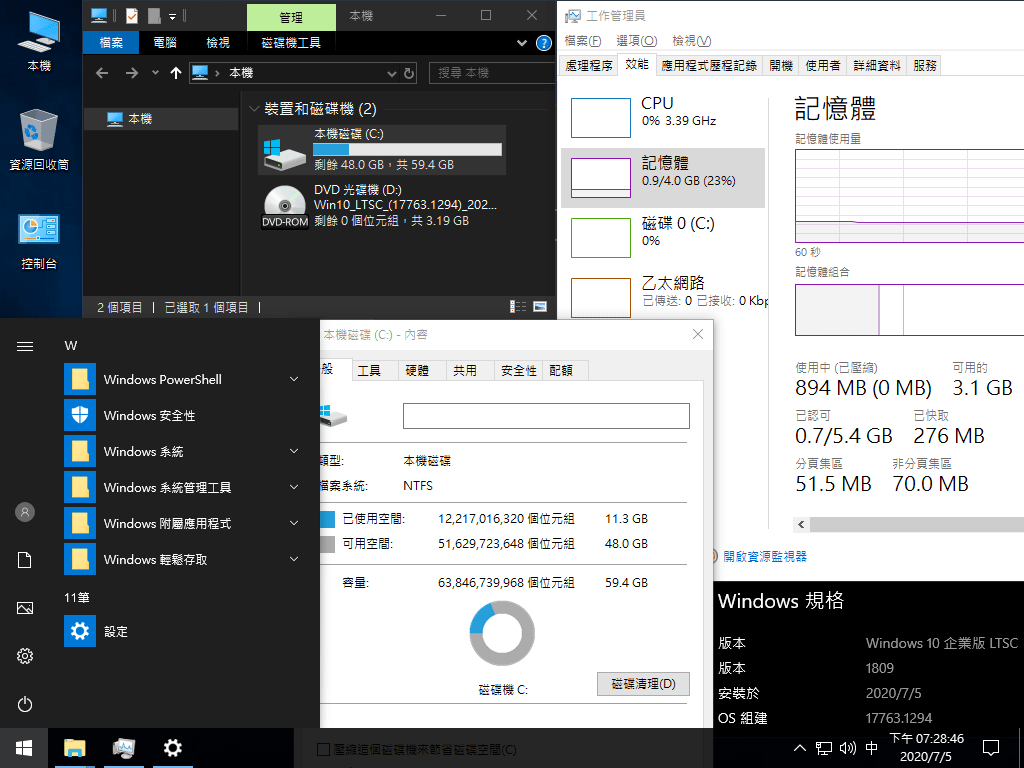 本機
資源回收筒
控制台
管理
本機
檔案
電腦
檢視
磁碟機工具
本機
搜尋 本機
本機
裝置和磁碟機 (2)
本機磁碟 (C:)
剩餘 48.0 GB，共 59.4 GB
DVD 光碟機 (D:)
Win10_LTSC_(17763.1294)_202...
剩餘 0 個位元組，共 3.19 GB
DVD-ROM
2 個項目
已選取 1 個項目
工作管理員
檔案(F) 選項(O) 檢視(V)
處理程序 效能 應用程式歷程記錄 開機 使用者 詳細資料 服務
CPU
0% 3.39 GHz
記憶體
0.9/4.0 GB (23%)
磁碟 0 (C:)
0%
乙太網路
已傳送: 0 已接收: 0 Kbp
記憶體
記憶體使用量
60 秒
記憶體組合
使用中 (已壓縮) 可用的
894 MB (0 MB) 3.1 GB
已認可 已快取
0.7/5.4 GB 276 MB
分頁集區 非分頁集區
51.5 MB 70.0 MB
開啟資源監視器
W
Windows PowerShell
Windows 安全性
Windows 系統
Windows 系統管理工具
Windows 附屬應用程式
Windows 輕鬆存取
11筆
設定
本機磁碟 (C:) - 內容
般 工具 硬體 共用 安全性 配額
類型: 本機磁碟
檔案系統: NTFS
已使用空間: 12,217,016,320 個位元組 11.3 GB
可用空間: 51,629,723,648 個位元組 48.0 GB
容量: 63,846,739,968 個位元組 59.4 GB
磁碟機 C:
磁碟清理(D)
壓縮這個磁碟機來節省磁碟空間(C)
Windows 規格
版本 Windows 10 企業版 LTSC
版本 1809
安裝於 2020/7/5
OS 組建 17763.1294
中
下午 07:28:46
2020/7/5